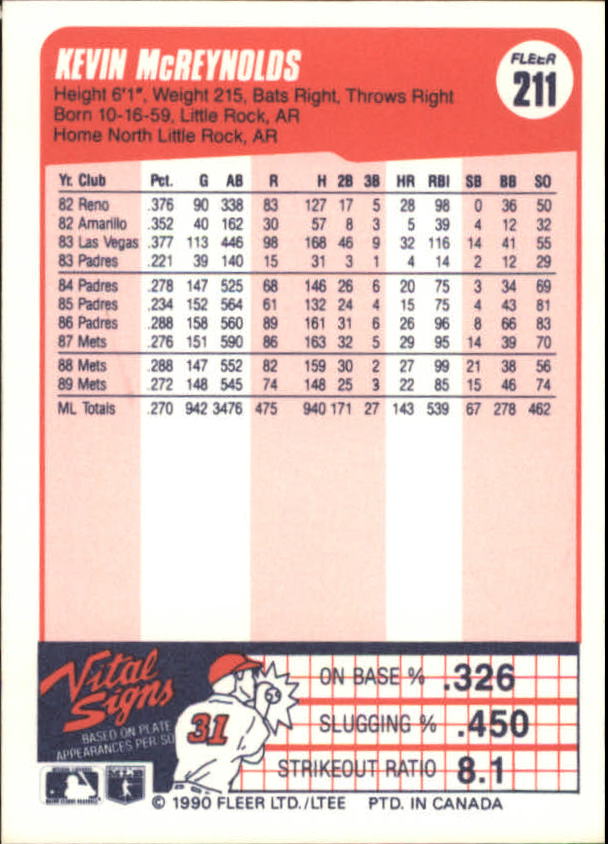 KEVIN McREYNOLDS
FLEER
211
Height 6'1", Weight 215, Bats Right, Throws Right
Born 10-16-59, Little Rock, AR
Home North Little Rock, AR
Yr. Club Pct. G AB R H 2B 3B HR RBI SB BB SO
82 Reno .376 90 338 83 127 17 5 28 98 0 36 50
82 Amarillo .352 40 162 30 57 8 3 5 39 4 12 32
83 Las Vegas .377 113 446 98 168 46 9 32 116 14 41 55
83 Padres .221 39 140 15 31 3 1 4 14 2 12 29
84 Padres .278 147 525 68 146 26 6 20 75 3 34 69
85 Padres .234 152 564 61 132 24 4 15 75 4 43 81
86 Padres .288 158 560 89 161 31 6 26 96 8 66 83
87 Mets .276 151 590 86 163 32 5 29 95 14 39 70
88 Mets .288 147 552 82 159 30 2 27 99 21 38 56
89 Mets .272 148 545 74 148 25 3 22 85 15 46 74
ML Totals .270 942 3476 475 940 171 27 143 539 67 278 462
Vital Signs
BASED ON PLATE
APPEARANCES PER SO
31
ON BASE % .326
SLUGGING % .450
STRIKEOUT RATIO 8.1
© 1990 FLEER LTD./LTEE PTD. IN CANADA